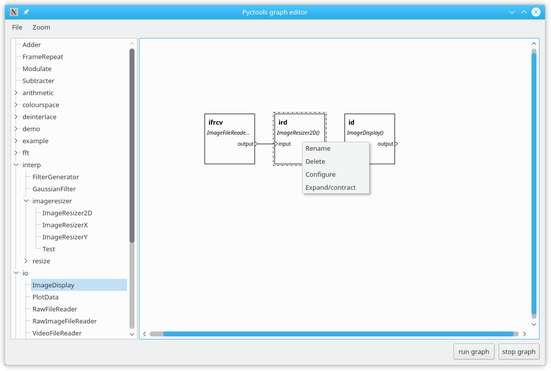 Pyctools graph editor
File Zoom
Adder
FrameRepeat
Modulate
Subtracter
arithmetic
colourspace
deinterlace
demo
example
fft
interp
FilterGenerator
GaussianFilter
imageresizer
ImageResizer2D
ImageResizerX
ImageResizerY
Test
resize
io
ImageDisplay
PlotData
RawFileReader
RawImageFileReader
VideoFileReader
ifrcv
ImageFileReade...
output
ird
ImageResizer2D()
input
id
ImageDisplay()
output
Rename
Delete
Configure
Expand/contract
run graph stop graph